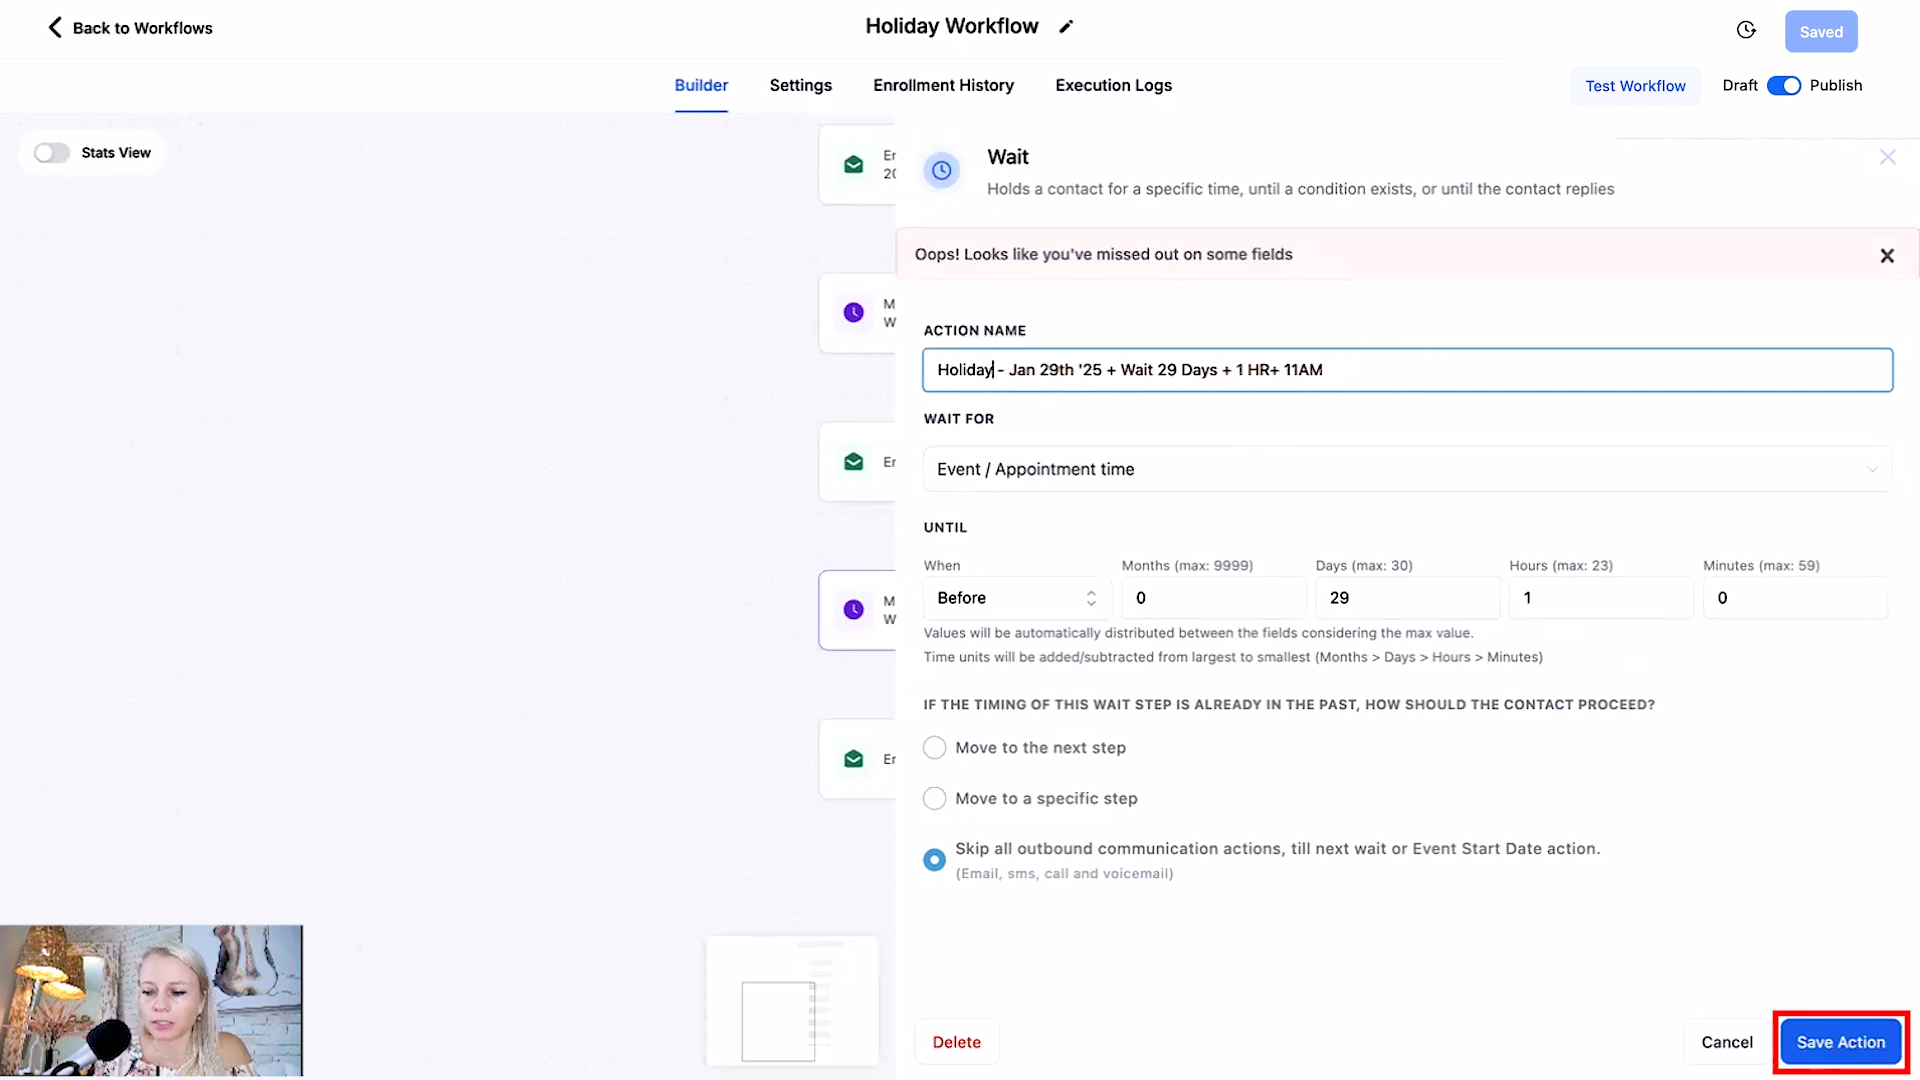 Back to Workflows
Holiday Workflow
Saved
Builder
Settings
Enrollment History
Execution Logs
Test Workflow
Draft
Publish
Stats View
Er
20
M
W
Er
M
W
Er
Wait
Holds a contact for a specific time, until a condition exists, or until the contact replies
Oops! Looks like you've missed out on some fields
ACTION NAME
Holiday - Jan 29th '25 + Wait 29 Days + 1 HR+ 11AM
WAIT FOR
Event / Appointment time
UNTIL
When
Months (max: 9999)
Days (max: 30)
Hours (max: 23)
Minutes (max: 59)
Before
0
29
1
0
Values will be automatically distributed between the fields considering the max value.
Time units will be added/subtracted from largest to smallest (Months > Days > Hours > Minutes)
IF THE TIMING OF THIS WAIT STEP IS ALREADY IN THE PAST, HOW SHOULD THE CONTACT PROCEED?
Move to the next step
Move to a specific step
Skip all outbound communication actions, till next wait or Event Start Date action.
(Email, sms, call and voicemail)
Delete
Cancel
Save Action